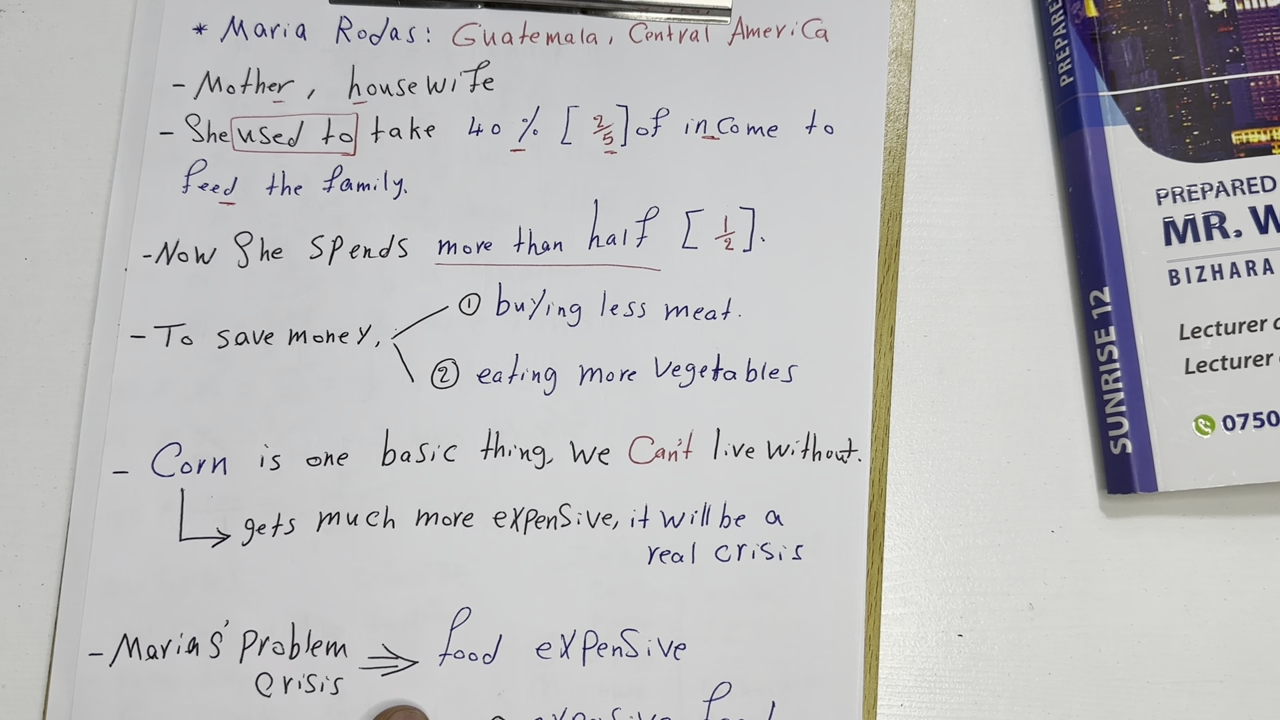 * Maria Rodas: Guatemala, Central America
- Mother, housewife
- She used to take 40 % [2/5] of income to
feed the family.
- Now She spends more than half [1/2].
- To save money,
① buying less meat.
② eating more vegetables
- Corn is one basic thing, we Can't live without.
gets much more expensive, it will be a
real crisis
- Marias' Problem
crisis
food expensive
expensive
PREPARE
PREPARED
MR. W
BIZHARA
Lecturer
Lecturer
0750
SUNRISE 12